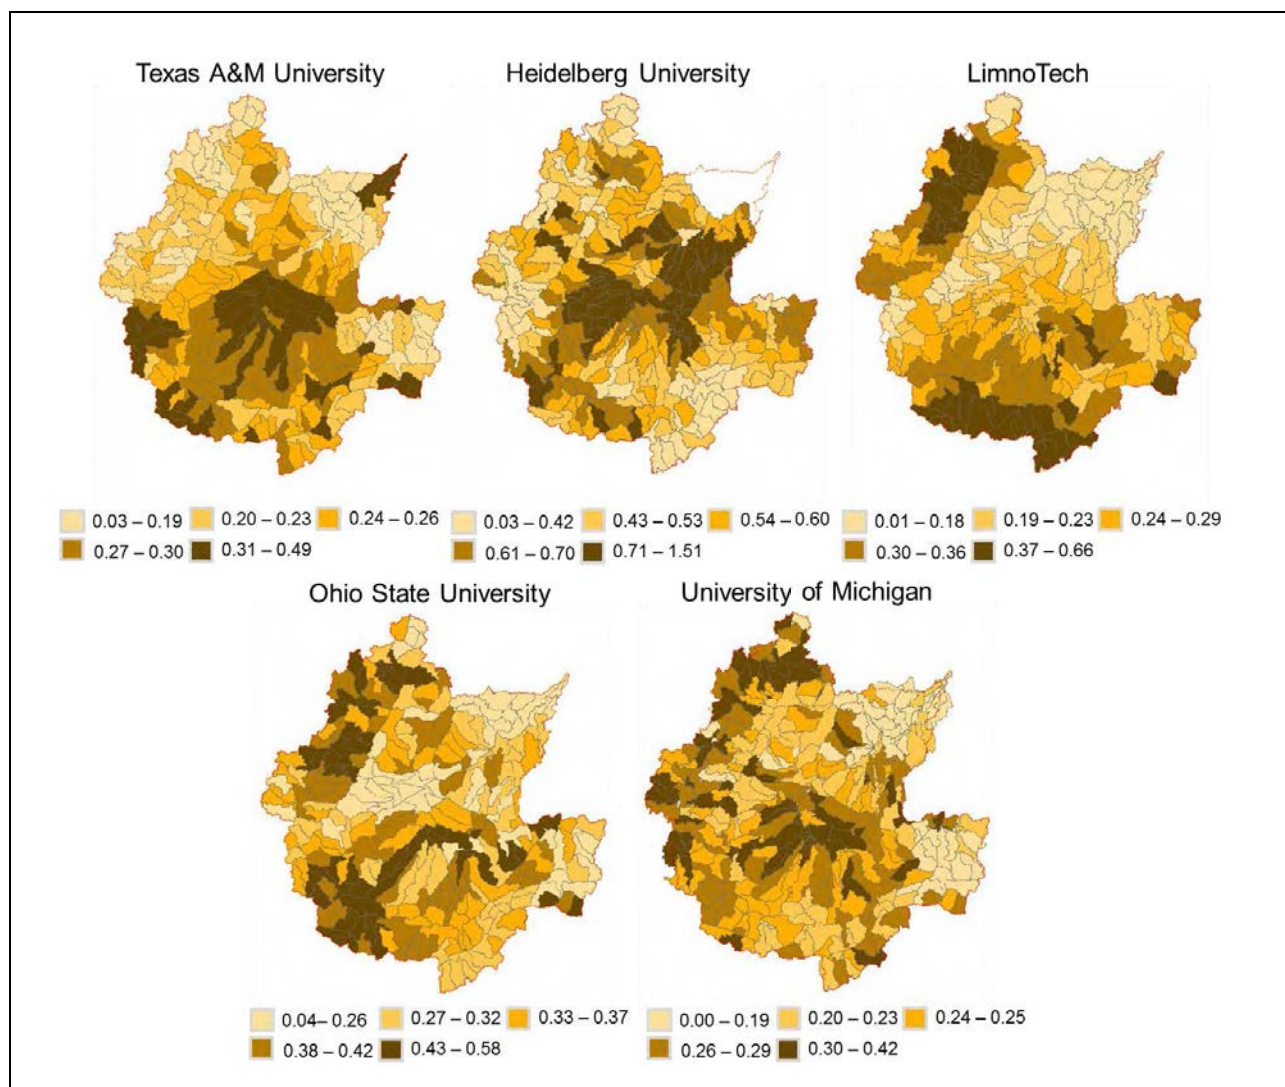 Texas A&M University Heidelberg University LimnoTech
0.03 – 0.19 0.20 – 0.23 0.24 – 0.26 0.03 – 0.42 0.43 – 0.53 0.54 – 0.60 0.01 – 0.18 0.19 – 0.23 0.24 – 0.29
0.27 – 0.30 0.31 – 0.49 0.61 – 0.70 0.71 – 1.51 0.30 – 0.36 0.37 – 0.66
Ohio State University University of Michigan
0.04– 0.26 0.27 – 0.32 0.33 – 0.37 0.00 – 0.19 0.20 – 0.23 0.24 – 0.25
0.38 – 0.42 0.43 – 0.58 0.26 – 0.29 0.30 – 0.42